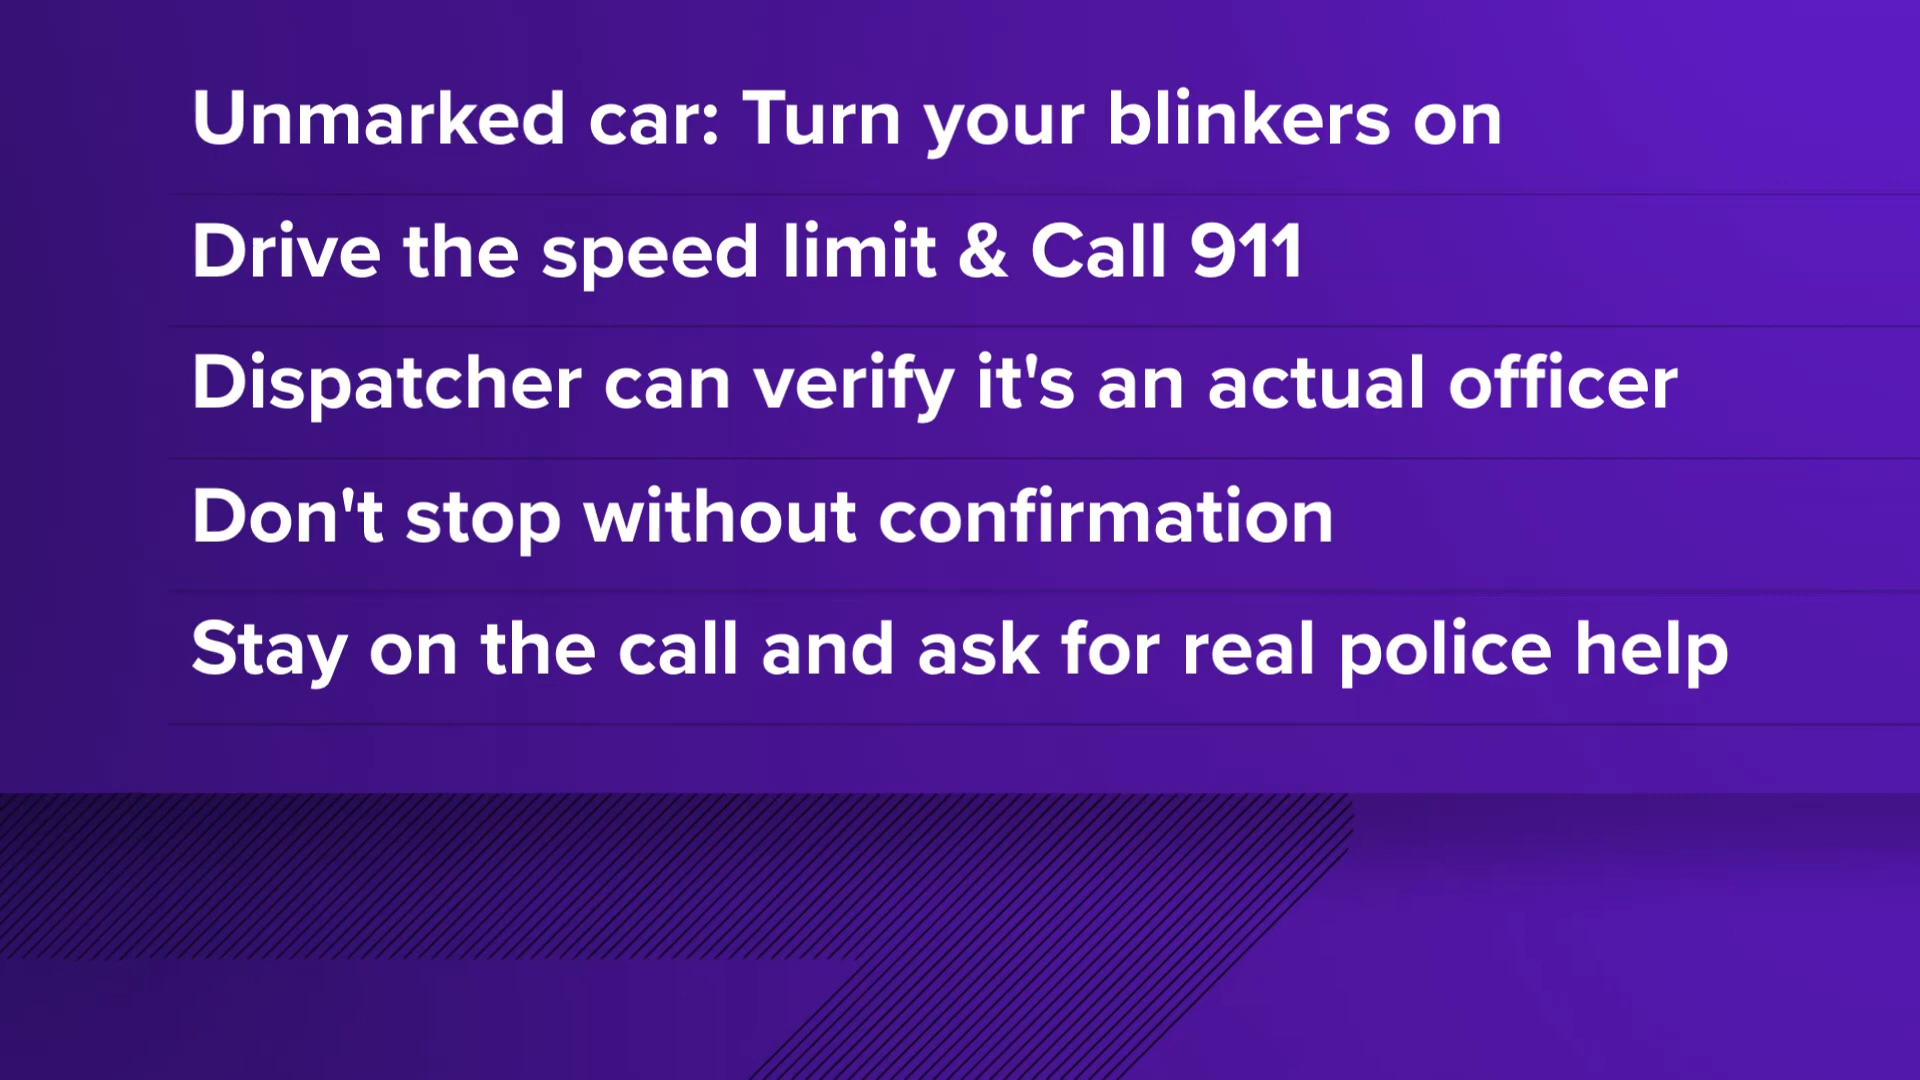 Unmarked car: Turn your blinkers on
Drive the speed limit & Call 911
Dispatcher can verify it's an actual officer
Don't stop without confirmation
Stay on the call and ask for real police help